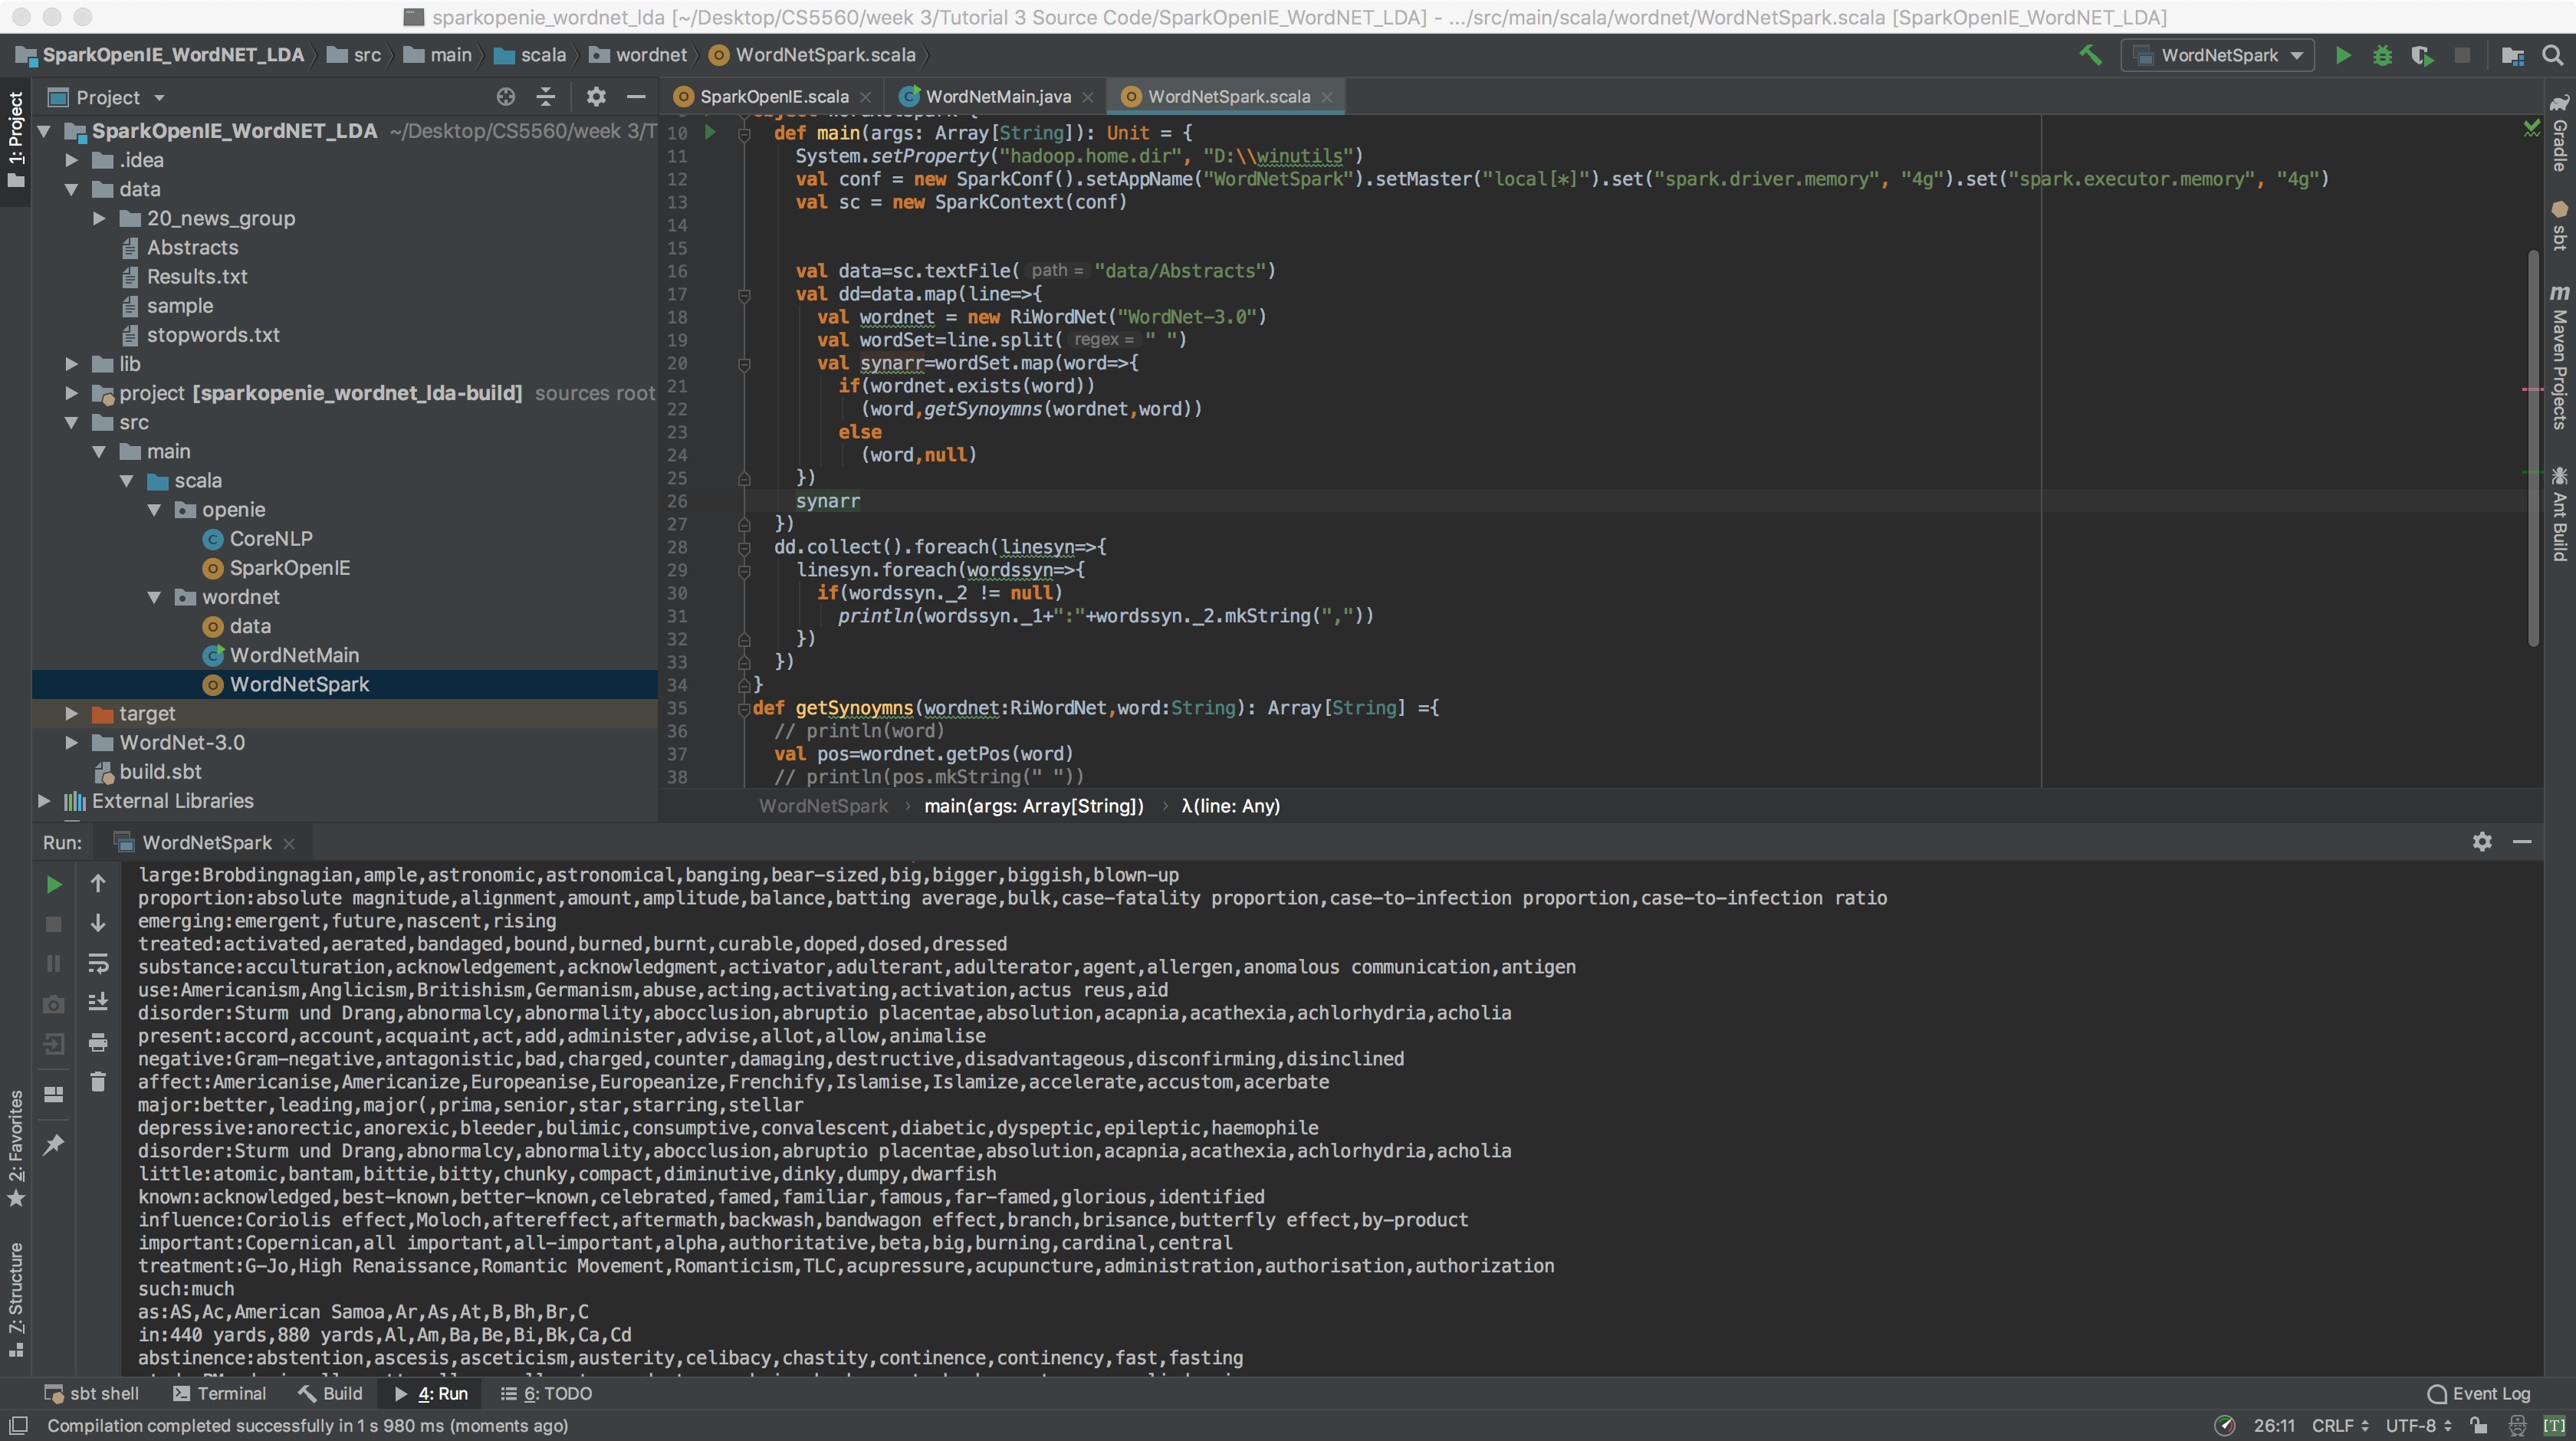 sparkopenie_wordnet_lda [~/Desktop/CS5560/week 3/Tutorial 3 Source Code/SparkOpenIE_WordNET_LDA] - .../src/main/scala/wordnet/WordNetSpark.scala [SparkOpenIE_WordNET_LDA]
SparkOpenIE_WordNET_LDA src main scala wordnet WordNetSpark.scala WordNetSpark
Project
SparkOpenIE.scala WordNetMain.java WordNetSpark.scala
1: Project
SparkOpenIE_WordNET_LDA ~/Desktop/CS5560/week 3/T
.idea
data
20_news_group
Abstracts
Results.txt
sample
stopwords.txt
lib
project [sparkopenie_wordnet_lda-build] sources root
src
main
scala
openie
CoreNLP
SparkOpenIE
wordnet
data
WordNetMain
WordNetSpark
target
WordNet-3.0
build.sbt
External Libraries
10 def main(args: Array[String]): Unit = {
11 System.setProperty("hadoop.home.dir", "D:\\winutils")
12 val conf = new SparkConf().setAppName("WordNetSpark").setMaster("local[*]").set("spark.driver.memory", "4g").set("spark.executor.memory", "4g")
13 val sc = new SparkContext(conf)
14
15
16 val data=sc.textFile( path = "data/Abstracts")
17 val dd=data.map(line=>{
18 val wordnet = new RiWordNet("WordNet-3.0")
19 val wordSet=line.split( regex = " ")
20 val synarr=wordSet.map(word=>{
21 if(wordnet.exists(word))
22 (word,getSynoymns(wordnet,word))
23 else
24 (word,null)
25 })
26 synarr
27 })
28 dd.collect().foreach(linesyn=>{
29 linesyn.foreach(wordssyn=>{
30 if(wordssyn._2 != null)
31 println(wordssyn._1+":"+wordssyn._2.mkString(","))
32 })
33 })
34 }
35 def getSynoymns(wordnet:RiWordNet,word:String): Array[String] ={
36 // println(word)
37 val pos=wordnet.getPos(word)
38 // println(pos.mkString(" "))
WordNetSpark main(args: Array[String]) λ(line: Any)
Gradle
sbt
Maven Projects
Ant Build
Run: WordNetSpark
large:Brobdingnagian,ample,astronomic,astronomical,banging,bear-sized,big,bigger,biggish,blown-up
proportion:absolute magnitude,alignment,amount,amplitude,balance,batting average,bulk,case-fatality proportion,case-to-infection proportion,case-to-infection ratio
emerging:emergent,future,nascent,rising
treated:activated,aerated,bandaged,bound,burned,burnt,curable,doped,dosed,dressed
substance:acculturation,acknowledgement,acknowledgment,activator,adulterant,adulterator,agent,allergen,anomalous communication,antigen
use:Americanism,Anglicism,Britishism,Germanism,abuse,acting,activating,activation,actus reus,aid
disorder:Sturm und Drang,abnormalcy,abnormality,abocclusion,abruptio placentae,absolution,acapnia,acathexia,achlorhydria,acholia
present:accord,account,acquaint,act,add,administer,advise,allot,allow,animalise
negative:Gram-negative,antagonistic,bad,charged,counter,damaging,destructive,disadvantageous,disconfirming,disinclined
affect:Americanise,Americanize,Europeanise,Europeanize,Frenchify,Islamise,Islamize,accelerate,accustom,acerbate
major:better,leading,major(,prima,senior,star,starring,stellar
depressive:anorectic,anorexic,bleeder,bulimic,consumptive,convalescent,diabetic,dyspeptic,epileptic,haemophile
disorder:Sturm und Drang,abnormalcy,abnormality,abocclusion,abruptio placentae,absolution,acapnia,acathexia,achlorhydria,acholia
little:atomic,bantam,bittie,bitty,chunky,compact,diminutive,dinky,dumpy,dwarfish
known:acknowledged,best-known,better-known,celebrated,famed,familiar,famous,far-famed,glorious,identified
influence:Coriolis effect,Moloch,aftereffect,aftermath,backwash,bandwagon effect,branch,brisance,butterfly effect,by-product
important:Copernican,all important,all-important,alpha,authoritative,beta,big,burning,cardinal,central
treatment:G-Jo,High Renaissance,Romantic Movement,Romanticism,TLC,acupressure,acupuncture,administration,authorisation,authorization
such:much
as:AS,Ac,American Samoa,Ar,As,At,B,Bh,Br,C
in:440 yards,880 yards,Al,Am,Ba,Be,Bi,Bk,Ca,Cd
abstinence:abstention,ascesis,asceticism,austerity,celibacy,chastity,continence,continency,fast,fasting
2: Favorites
Z: Structure
sbt shell Terminal Build 4: Run 6: TODO Event Log
Compilation completed successfully in 1 s 980 ms (moments ago) 26:11 CRLF UTF-8 [T]